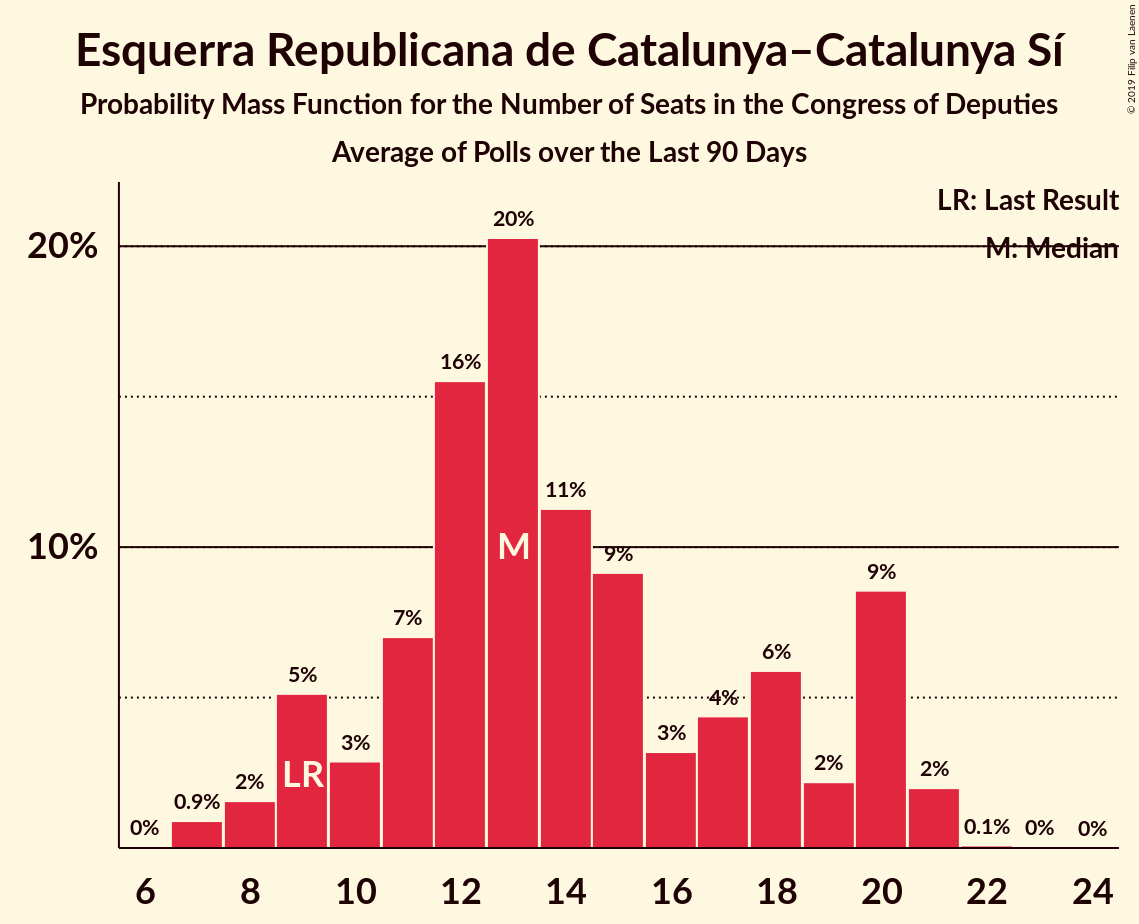 Esquerra Republicana de Catalunya–Catalunya Sí
Probability Mass Function for the Number of Seats in the Congress of Deputies
Average of Polls over the Last 90 Days
© 2019 Filip van Laenen
LR: Last Result
M: Median
20%
10%
0%
0.9%
2%
5%
3%
7%
16%
20%
11%
9%
3%
4%
6%
2%
9%
2%
0.1%
0%
0%
LR
M
6 8 10 12 14 16 18 20 22 24